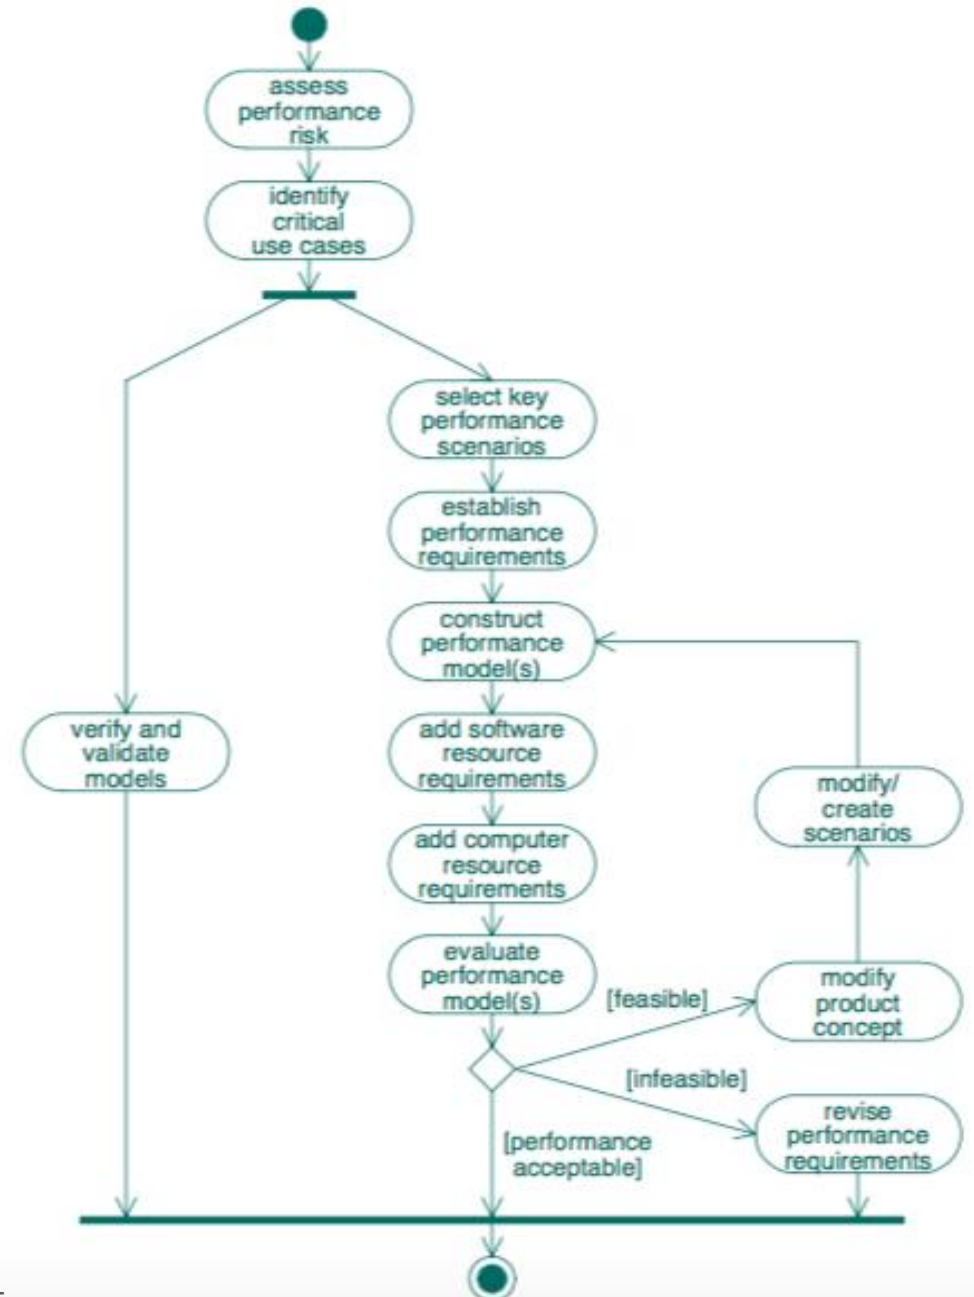 assess
performance
risk
identify
critical
use cases
select key
performance
scenarios
establish
performance
requirements
construct
performance
model(s)
add software
resource
requirements
verify and
validate
models
modify/
create
scenarios
add computer
resource
requirements
evaluate
performance
model(s)
[feasible]
modify
product
concept
[infeasible]
revise
performance
requirements
[performance
acceptable]